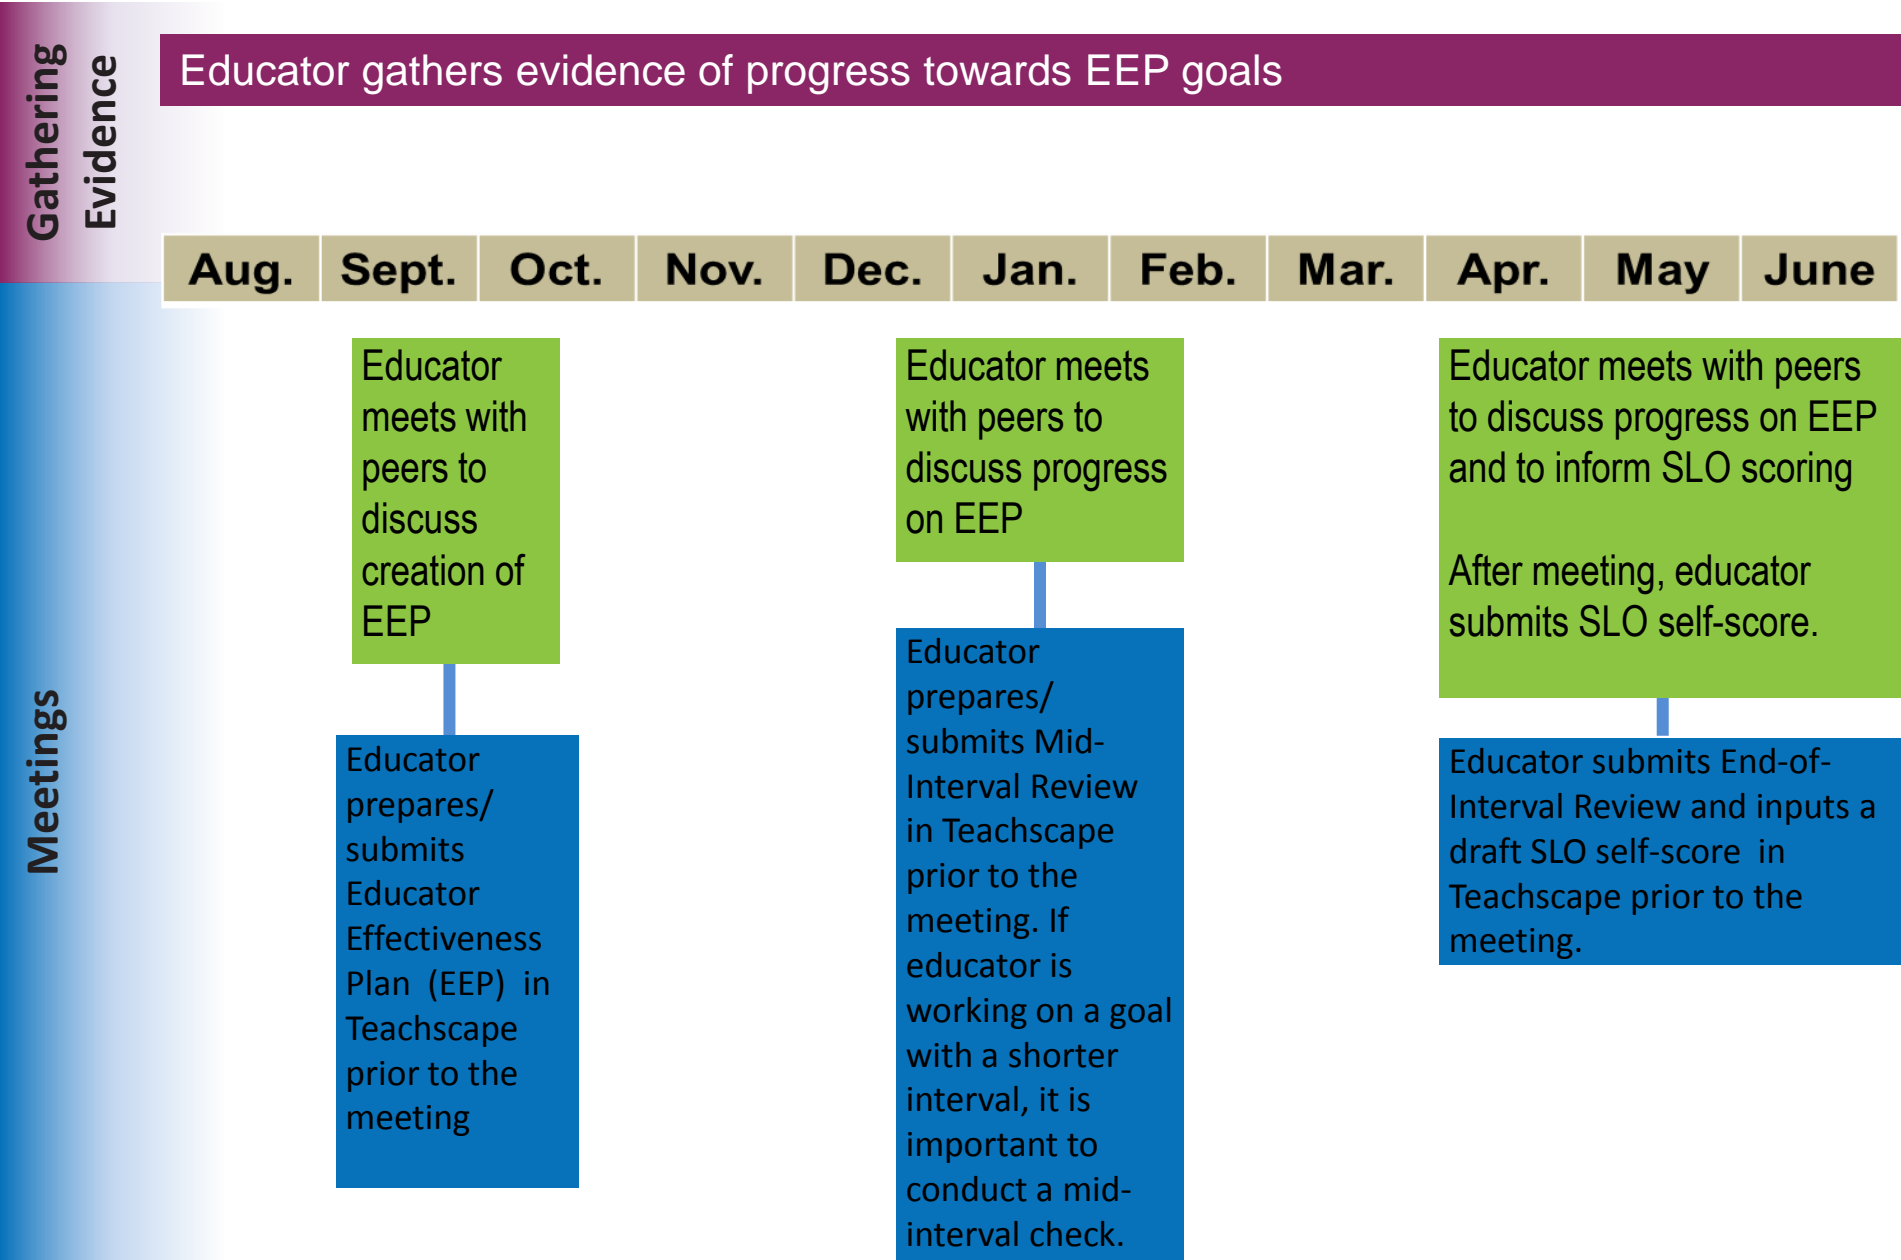 Gathering
Evidence
Educator gathers evidence of progress towards EEP goals
Aug. Sept. Oct. Nov. Dec. Jan. Feb. Mar. Apr. May June
Meetings
Educator
meets with
peers to
discuss
creation of
EEP
Educator
prepares/
submits
Educator
Effectiveness
Plan (EEP) in
Teachscape
prior to the
meeting
Educator meets
with peers to
discuss progress
on EEP
Educator
prepares/
submits Mid-
Interval Review
in Teachscape
prior to the
meeting. If
educator is
working on a goal
with a shorter
interval, it is
important to
conduct a mid-
interval check.
Educator meets with peers
to discuss progress on EEP
and to inform SLO scoring
After meeting, educator
submits SLO self-score.
Educator submits End-of-
Interval Review and inputs a
draft SLO self-score in
Teachscape prior to the
meeting.